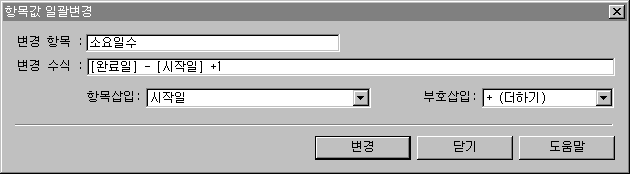 항목값 일괄변경
변경 항목 : 소요일수
변경 수식 : [완료일] - [시작일] +1
항목삽입: 시작일 부호삽입: + (더하기)
변경 닫기 도움말